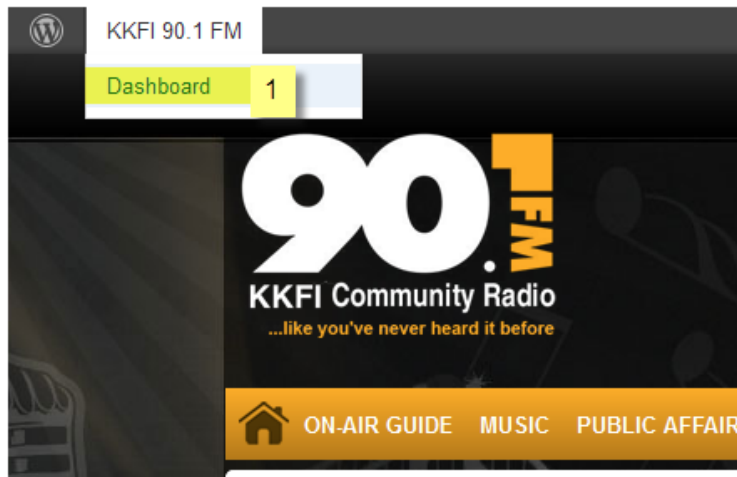 KKFI 90.1 FM
Dashboard 1
90.1 FM
KKFI Community Radio
...like you've never heard it before
ON-AIR GUIDE MUSIC PUBLIC AFFAIR